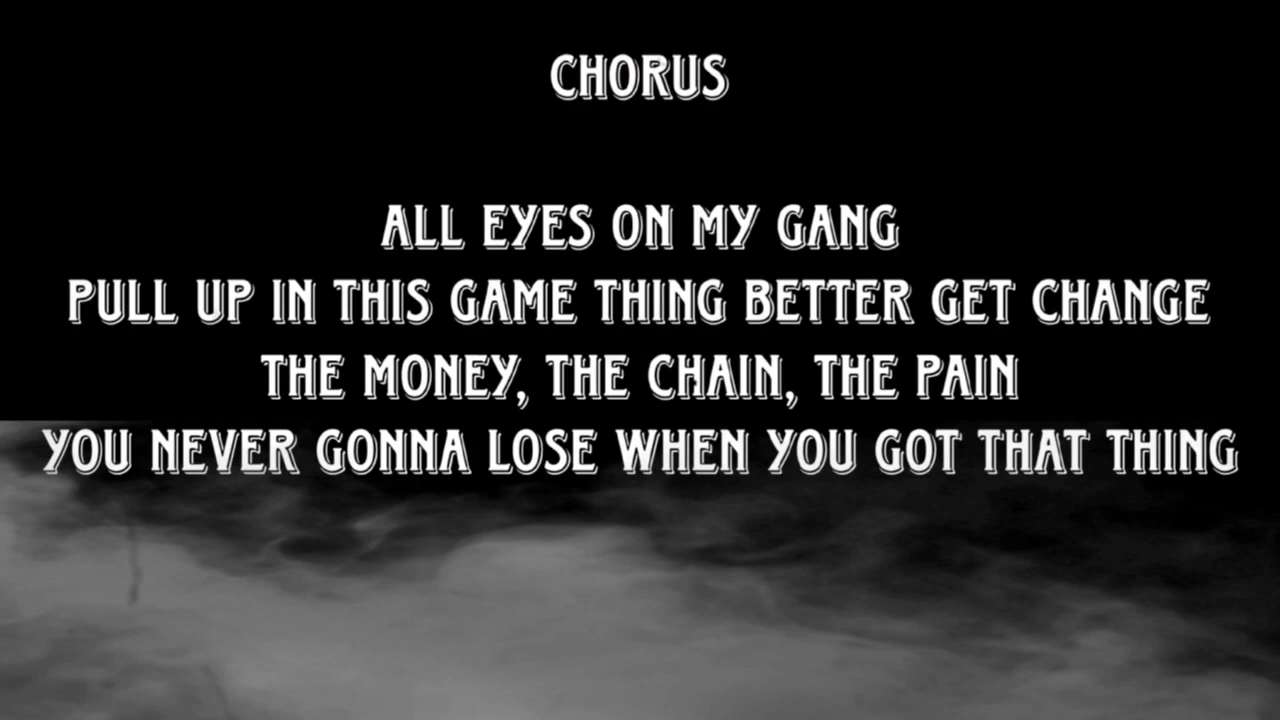 CHORUS
ALL EYES ON MY GANG
PULL UP IN THIS GAME THING BETTER GET CHANGE
THE MONEY, THE CHAIN, THE PAIN
YOU NEVER GONNA LOSE WHEN YOU GOT THAT THING